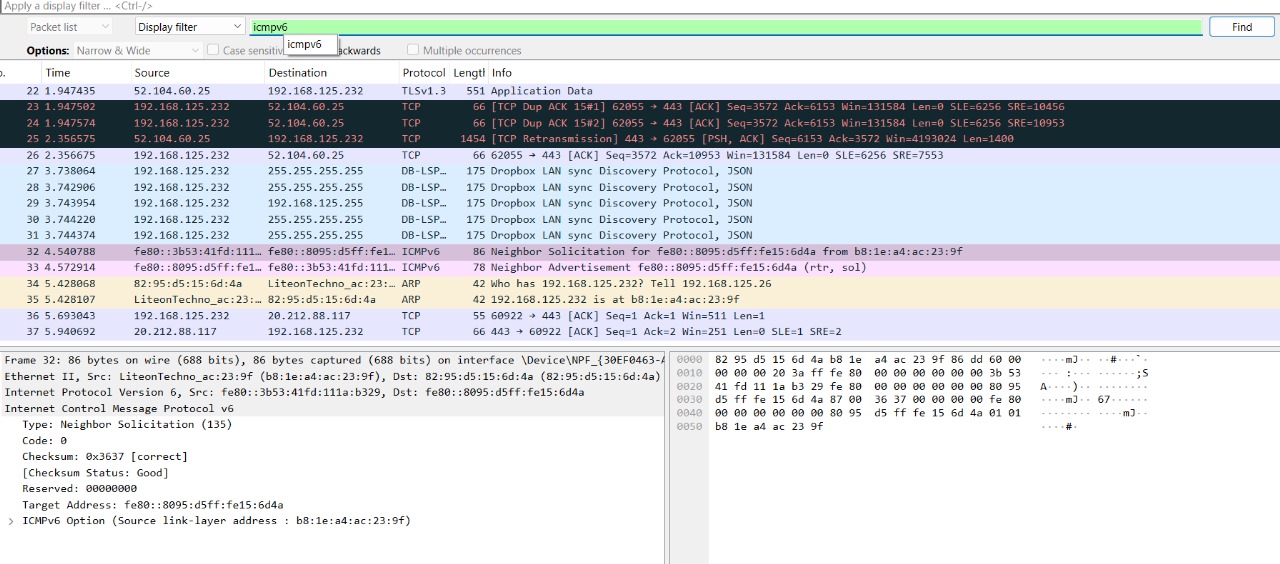 Apply a display filter ... <Ctrl-/>
Packet list Display filter icmpv6 Find
icmpv6
Options: Narrow & Wide Case sensitiv ackwards Multiple occurrences
o. Time Source Destination Protocol Length Info
22 1.947435 52.104.60.25 192.168.125.232 TLSv1.3 551 Application Data
23 1.947502 192.168.125.232 52.104.60.25 TCP 66 [TCP Dup ACK 15#1] 62055 → 443 [ACK] Seq=3572 Ack=6153 Win=131584 Len=0 SLE=6256 SRE=10456
24 1.947574 192.168.125.232 52.104.60.25 TCP 66 [TCP Dup ACK 15#2] 62055 → 443 [ACK] Seq=3572 Ack=6153 Win=131584 Len=0 SLE=6256 SRE=10953
25 2.356575 52.104.60.25 192.168.125.232 TCP 1454 [TCP Retransmission] 443 → 62055 [PSH, ACK] Seq=6153 Ack=3572 Win=4193024 Len=1400
26 2.356675 192.168.125.232 52.104.60.25 TCP 66 62055 → 443 [ACK] Seq=3572 Ack=10953 Win=131584 Len=0 SLE=6256 SRE=7553
27 3.738064 192.168.125.232 255.255.255.255 DB-LSP… 175 Dropbox LAN sync Discovery Protocol, JSON
28 3.742906 192.168.125.232 255.255.255.255 DB-LSP… 175 Dropbox LAN sync Discovery Protocol, JSON
29 3.743954 192.168.125.232 255.255.255.255 DB-LSP… 175 Dropbox LAN sync Discovery Protocol, JSON
30 3.744220 192.168.125.232 255.255.255.255 DB-LSP… 175 Dropbox LAN sync Discovery Protocol, JSON
31 3.744374 192.168.125.232 255.255.255.255 DB-LSP… 175 Dropbox LAN sync Discovery Protocol, JSON
32 4.540788 fe80::3b53:41fd:111… fe80::8095:d5ff:fe1… ICMPv6 86 Neighbor Solicitation for fe80::8095:d5ff:fe15:6d4a from b8:1e:a4:ac:23:9f
33 4.572914 fe80::8095:d5ff:fe1… fe80::3b53:41fd:111… ICMPv6 78 Neighbor Advertisement fe80::8095:d5ff:fe15:6d4a (rtr, sol)
34 5.428068 82:95:d5:15:6d:4a LiteonTechno_ac:23:… ARP 42 Who has 192.168.125.232? Tell 192.168.125.26
35 5.428107 LiteonTechno_ac:23:… 82:95:d5:15:6d:4a ARP 42 192.168.125.232 is at b8:1e:a4:ac:23:9f
36 5.693043 192.168.125.232 20.212.88.117 TCP 55 60922 → 443 [ACK] Seq=1 Ack=1 Win=511 Len=1
37 5.940692 20.212.88.117 192.168.125.232 TCP 66 443 → 60922 [ACK] Seq=1 Ack=2 Win=251 Len=0 SLE=1 SRE=2
Frame 32: 86 bytes on wire (688 bits), 86 bytes captured (688 bits) on interface \Device\NPF_{30EF0463-A
Ethernet II, Src: LiteonTechno_ac:23:9f (b8:1e:a4:ac:23:9f), Dst: 82:95:d5:15:6d:4a (82:95:d5:15:6d:4a)
Internet Protocol Version 6, Src: fe80::3b53:41fd:111a:b329, Dst: fe80::8095:d5ff:fe15:6d4a
Internet Control Message Protocol v6
Type: Neighbor Solicitation (135)
Code: 0
Checksum: 0x3637 [correct]
[Checksum Status: Good]
Reserved: 00000000
Target Address: fe80::8095:d5ff:fe15:6d4a
ICMPv6 Option (Source link-layer address : b8:1e:a4:ac:23:9f)
0000 82 95 d5 15 6d 4a b8 1e a4 ac 23 9f 86 dd 60 00 ····mJ·· ··#···`·
0010 00 00 00 20 3a ff fe 80 00 00 00 00 00 00 3b 53 ··· :··· ······;S
0020 41 fd 11 1a b3 29 fe 80 00 00 00 00 00 00 80 95 A····)·· ········
0030 d5 ff fe 15 6d 4a 87 00 36 37 00 00 00 00 fe 80 ····mJ·· 67······
0040 00 00 00 00 00 00 80 95 d5 ff fe 15 6d 4a 01 01 ········ ····mJ··
0050 b8 1e a4 ac 23 9f ····#·